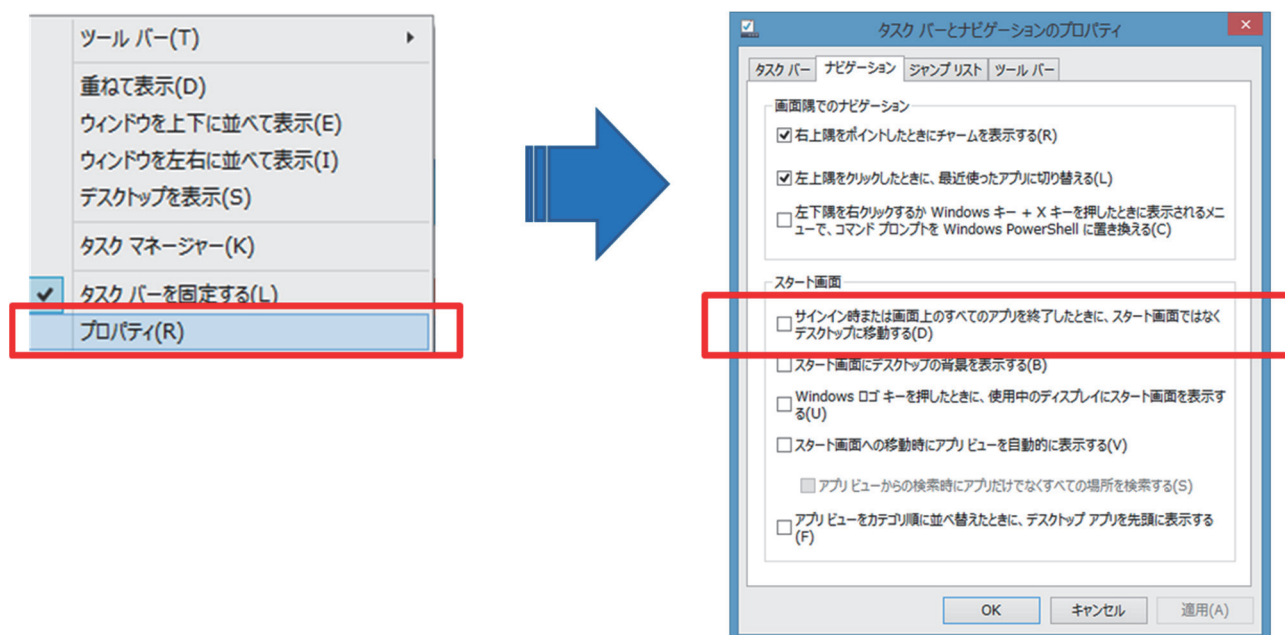 ツール バー(T)
重ねて表示(D)
ウィンドウを上下に並べて表示(E)
ウィンドウを左右に並べて表示(I)
デスクトップを表示(S)
タスク マネージャー(K)
タスク バーを固定する(L)
プロパティ(R)
タスク バーとナビゲーションのプロパティ
タスク バー ナビゲーション ジャンプ リスト ツール バー
画面隅でのナビゲーション
右上隅をポイントしたときにチャームを表示する(R)
左上隅をクリックしたときに、最近使ったアプリに切り替える(L)
左下隅を右クリックするか Windows キー + X キーを押したときに表示されるメニ
ューで、コマンド プロンプトを Windows PowerShell に置き換える(C)
スタート画面
サインイン時または画面上のすべてのアプリを終了したときに、スタート画面ではなく
デスクトップに移動する(D)
スタート画面にデスクトップの背景を表示する(B)
Windows ロゴ キーを押したときに、使用中のディスプレイにスタート画面を表示す
る(U)
スタート画面への移動時にアプリ ビューを自動的に表示する(V)
アプリ ビューからの検索時にアプリだけでなくすべての場所を検索する(S)
アプリ ビューをカテゴリ順に並べ替えたときに、デスクトップ アプリを先頭に表示する
(F)
OK キャンセル 適用(A)